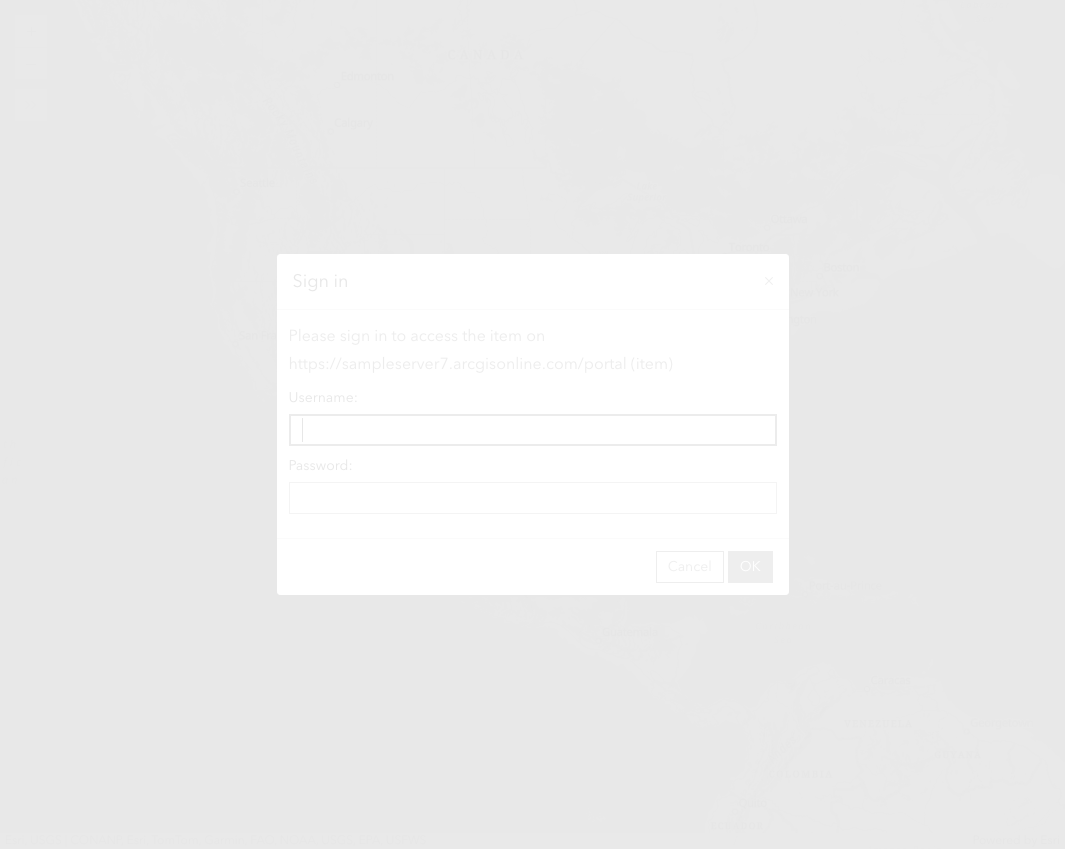 Sign in
×
Please sign in to access the item on
https://sampleserver7.arcgisonline.com/portal (item)
Username:
Password:
Cancel OK